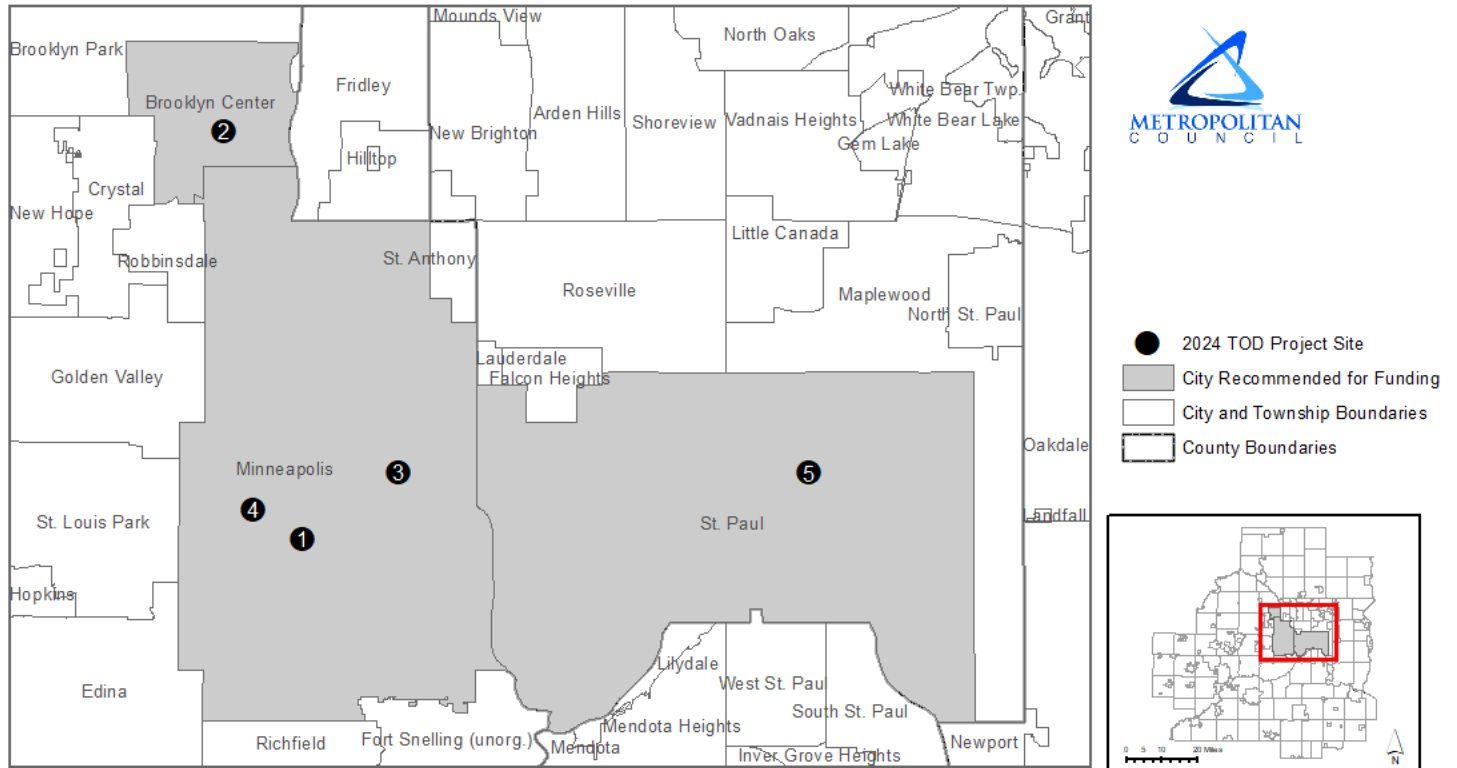 Mounds View
Grant
North Oaks
Brooklyn Park
Fridley
White Bear Twp.
Brooklyn Center
Arden Hills
Shoreview
Vadnais Heights
White Bear Lake
2
New Brighton
Gem Lake
Hilltop
Crystal
New Hope
Little Canada
Robbinsdale
St. Anthony
Roseville
Maplewood
North St. Paul
Lauderdale
Golden Valley
Falcon Heights
Oakdale
Minneapolis
3
5
4
St. Louis Park
St. Paul
Landfall
1
Hopkins
Lilydale
Edina
West St. Paul
South St. Paul
Mendota Heights
Richfield
Fort Snelling (unorg.)
Mendota
Newport
Inver Grove Heights
METROPOLITAN
COUNCIL
2024 TOD Project Site
City Recommended for Funding
City and Township Boundaries
County Boundaries
0 5 10 20 Miles
N